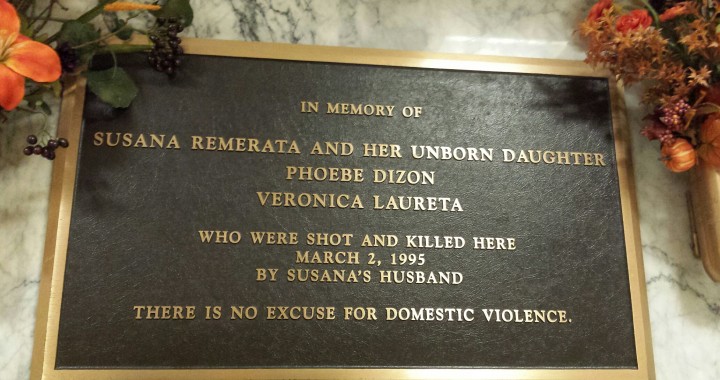 IN MEMORY OF
SUSANA REMERATA AND HER UNBORN DAUGHTER
PHOEBE DIZON
VERONICA LAURETA
WHO WERE SHOT AND KILLED HERE
MARCH 2, 1995
BY SUSANA'S HUSBAND
THERE IS NO EXCUSE FOR DOMESTIC VIOLENCE.